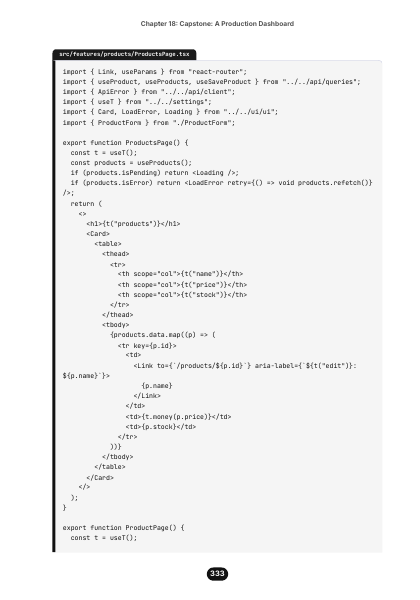 Chapter 18: Capstone: A Production Dashboard
src/features/products/ProductsPage.tsx
import { Link, useParams } from "react-router";
import { useProduct, useProducts, useSaveProduct } from "../../api/queries";
import { ApiError } from "../../api/client";
import { useT } from "../../settings";
import { Card, LoadError, Loading } from "../../ui/ui";
import { ProductForm } from "./ProductForm";

export function ProductsPage() {
  const t = useT();
  const products = useProducts();
  if (products.isPending) return <Loading />;
  if (products.isError) return <LoadError retry={() => void products.refetch()}
/>;
  return (
    <>
      <h1>{t("products")}</h1>
      <Card>
        <table>
          <thead>
            <tr>
              <th scope="col">{t("name")}</th>
              <th scope="col">{t("price")}</th>
              <th scope="col">{t("stock")}</th>
            </tr>
          </thead>
          <tbody>
            {products.data.map((p) => (
              <tr key={p.id}>
                <td>
                  <Link to={`/products/${p.id}`} aria-label={`${t("edit")}:
${p.name}`}>
                    {p.name}
                  </Link>
                </td>
                <td>{t.money(p.price)}</td>
                <td>{p.stock}</td>
              </tr>
            ))}
          </tbody>
        </table>
      </Card>
    </>
  );
}

export function ProductPage() {
  const t = useT();
333